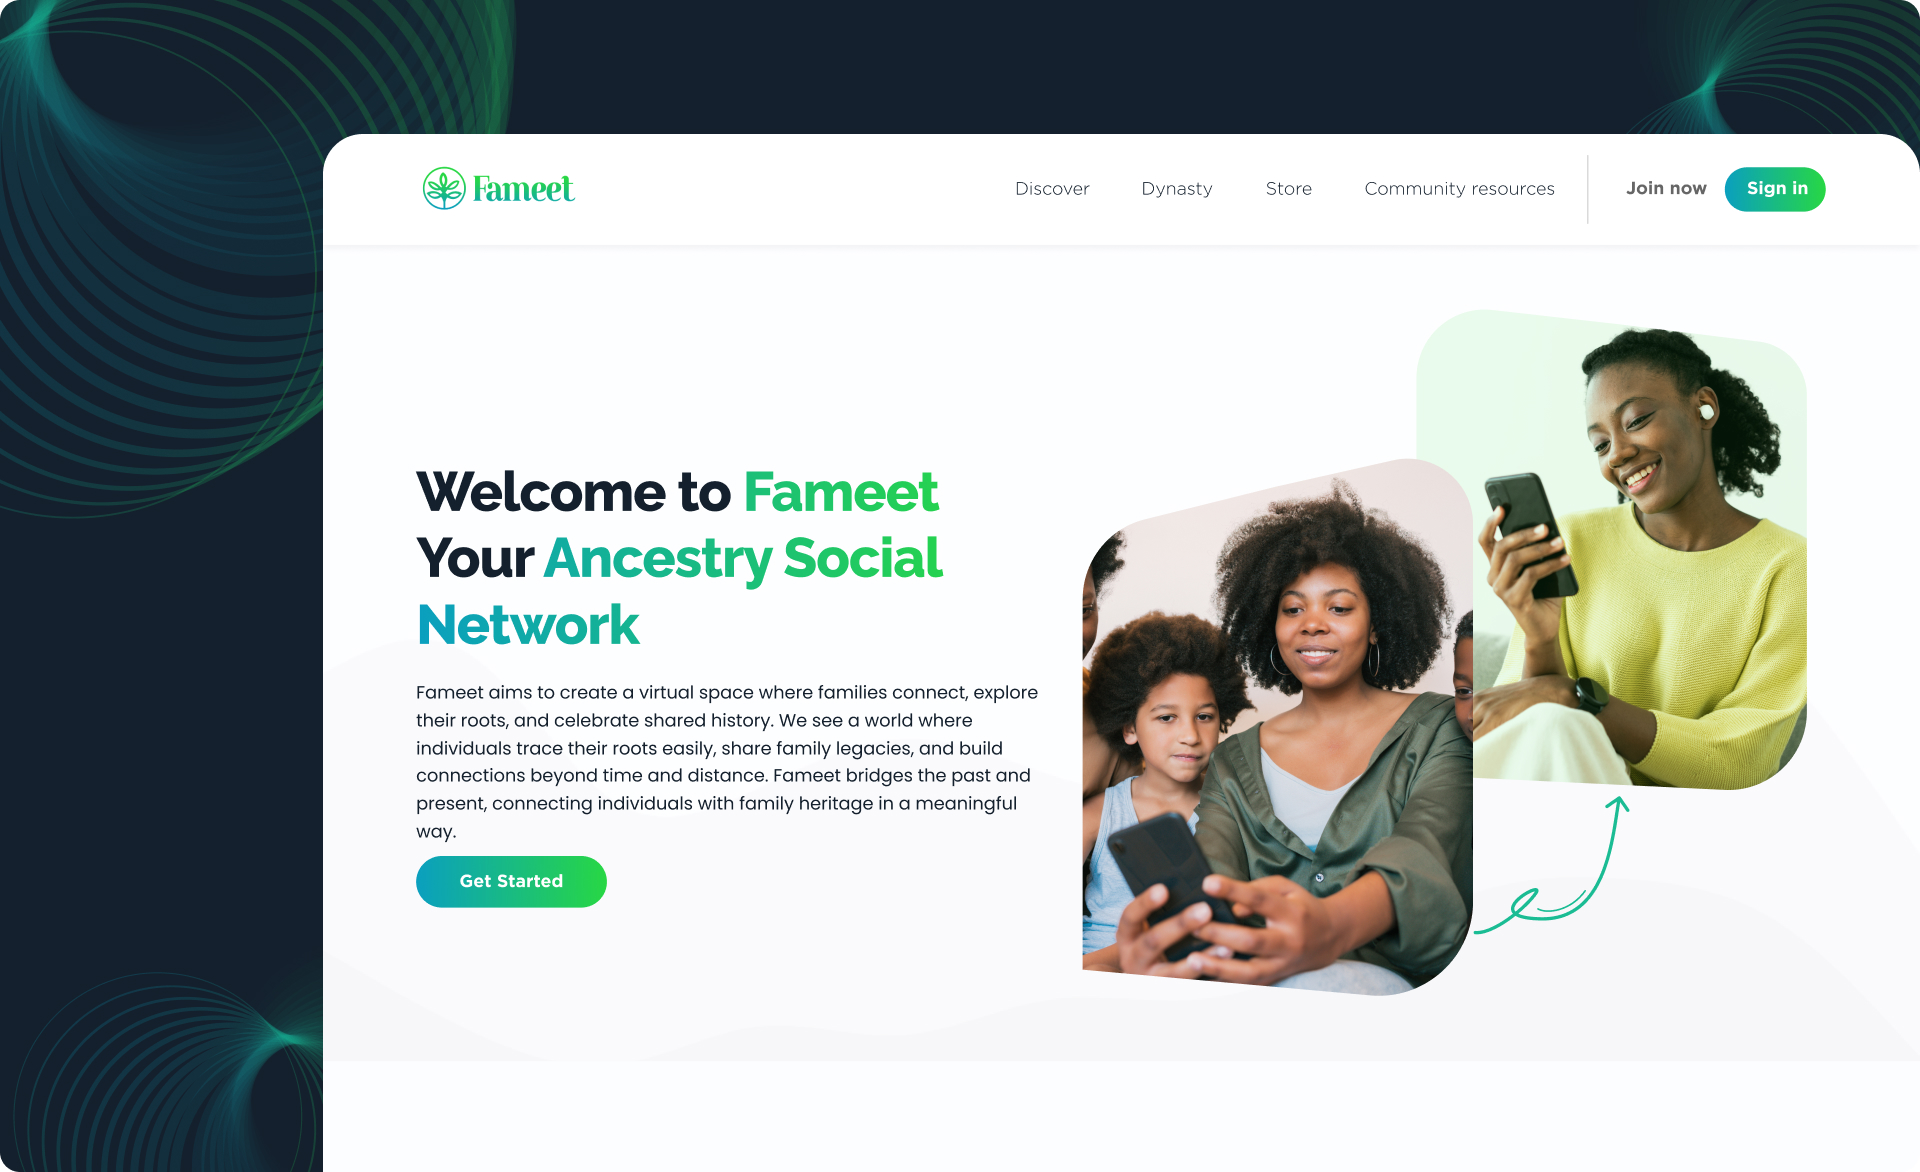 Fameet
Discover
Dynasty
Store
Community resources
Join now
Sign in
Welcome to Fameet
Your Ancestry Social
Network
Fameet aims to create a virtual space where families connect, explore
their roots, and celebrate shared history. We see a world where
individuals trace their roots easily, share family legacies, and build
connections beyond time and distance. Fameet bridges the past and
present, connecting individuals with family heritage in a meaningful
way.
Get Started